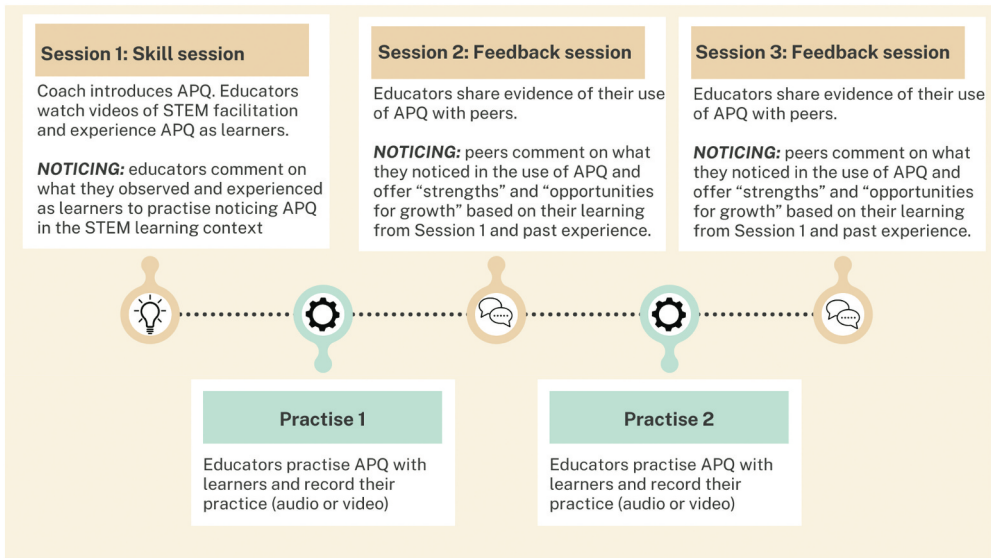 Session 1: Skill session
Coach introduces APQ. Educators
watch videos of STEM facilitation
and experience APQ as learners.
NOTICING: educators comment on
what they observed and experienced
as learners to practise noticing APQ
in the STEM learning context
Session 2: Feedback session
Educators share evidence of their use
of APQ with peers.
NOTICING: peers comment on what
they noticed in the use of APQ and
offer “strengths” and “opportunities
for growth” based on their learning
from Session 1 and past experience.
Session 3: Feedback session
Educators share evidence of their use
of APQ with peers.
NOTICING: peers comment on what
they noticed in the use of APQ and
offer “strengths” and “opportunities
for growth” based on their learning
from Session 1 and past experience.
Practise 1
Educators practise APQ with
learners and record their
practice (audio or video)
Practise 2
Educators practise APQ with
learners and record their
practice (audio or video)